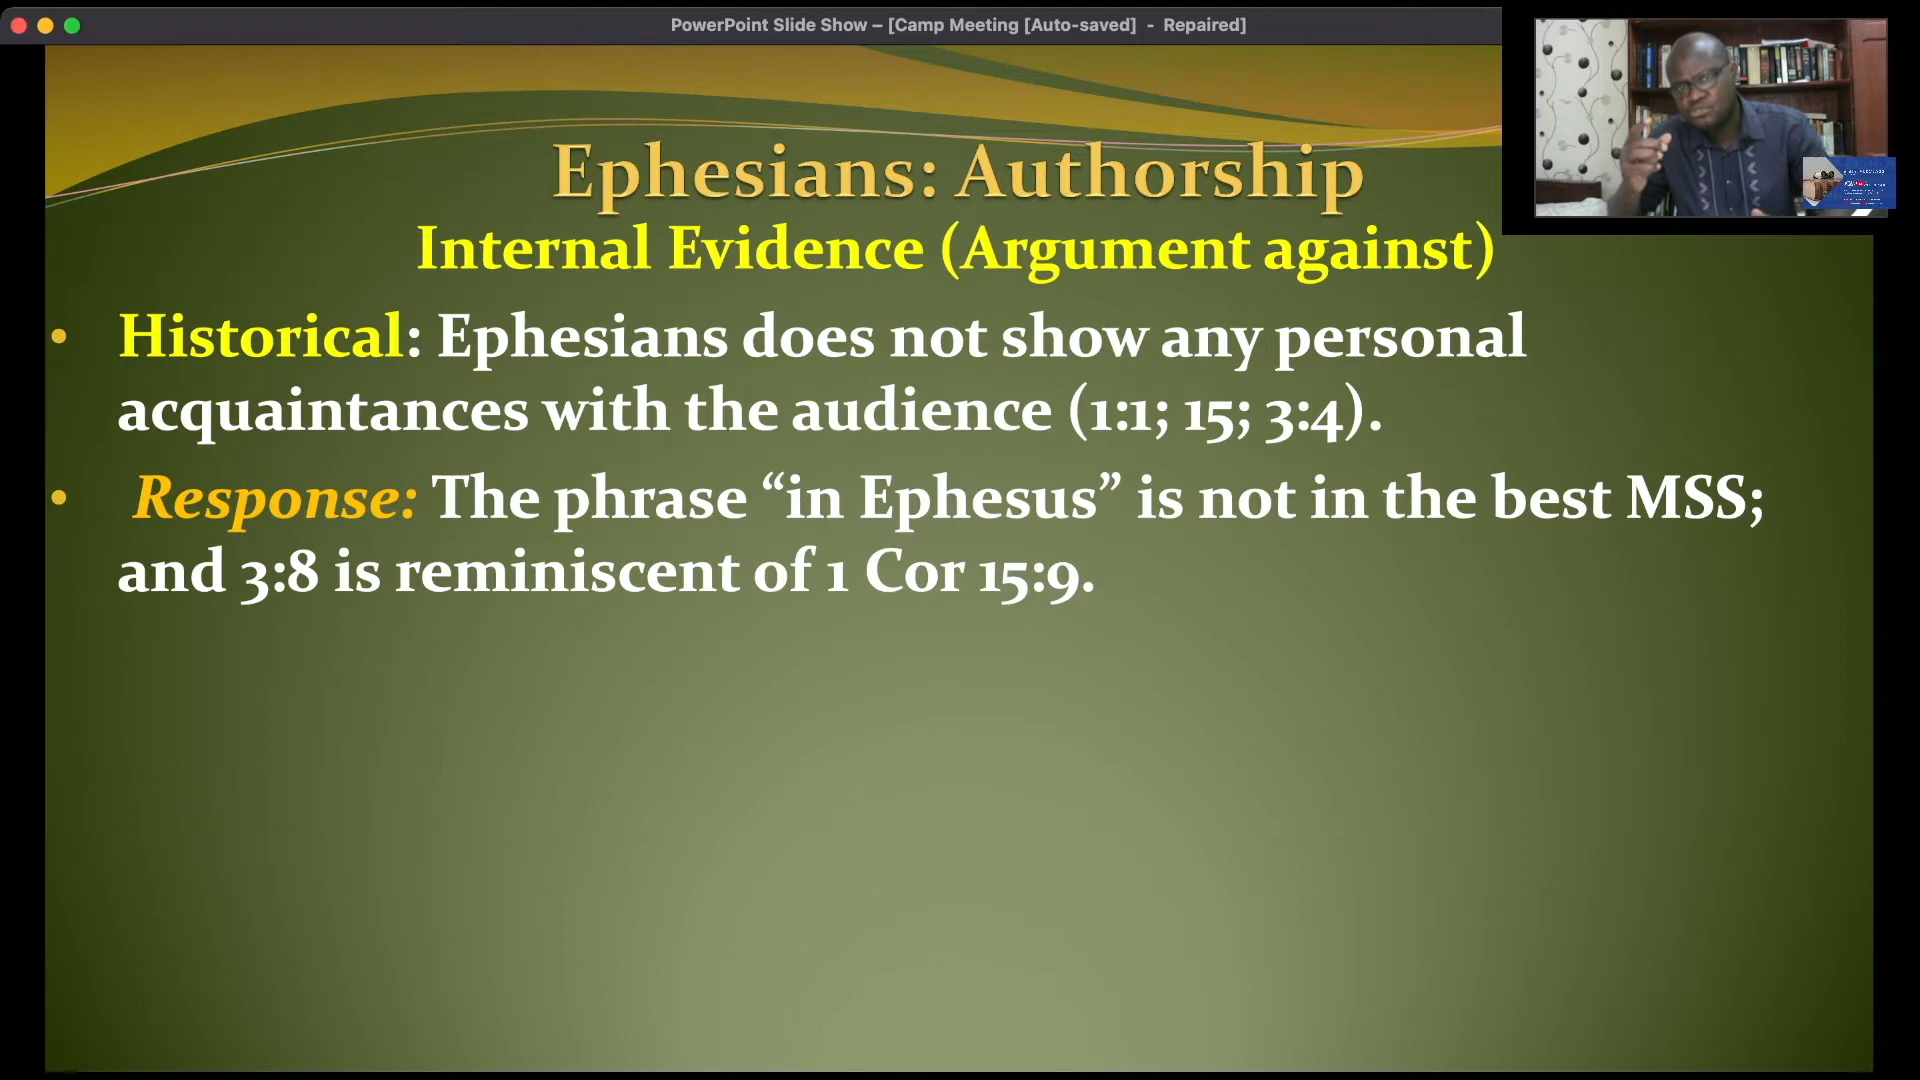 PowerPoint Slide Show – [Camp Meeting [Auto-saved]  -  Repaired]
Ephesians: Authorship
Internal Evidence (Argument against)
• Historical: Ephesians does not show any personal
acquaintances with the audience (1:1; 15; 3:4).
• Response: The phrase “in Ephesus” is not in the best MSS;
and 3:8 is reminiscent of 1 Cor 15:9.